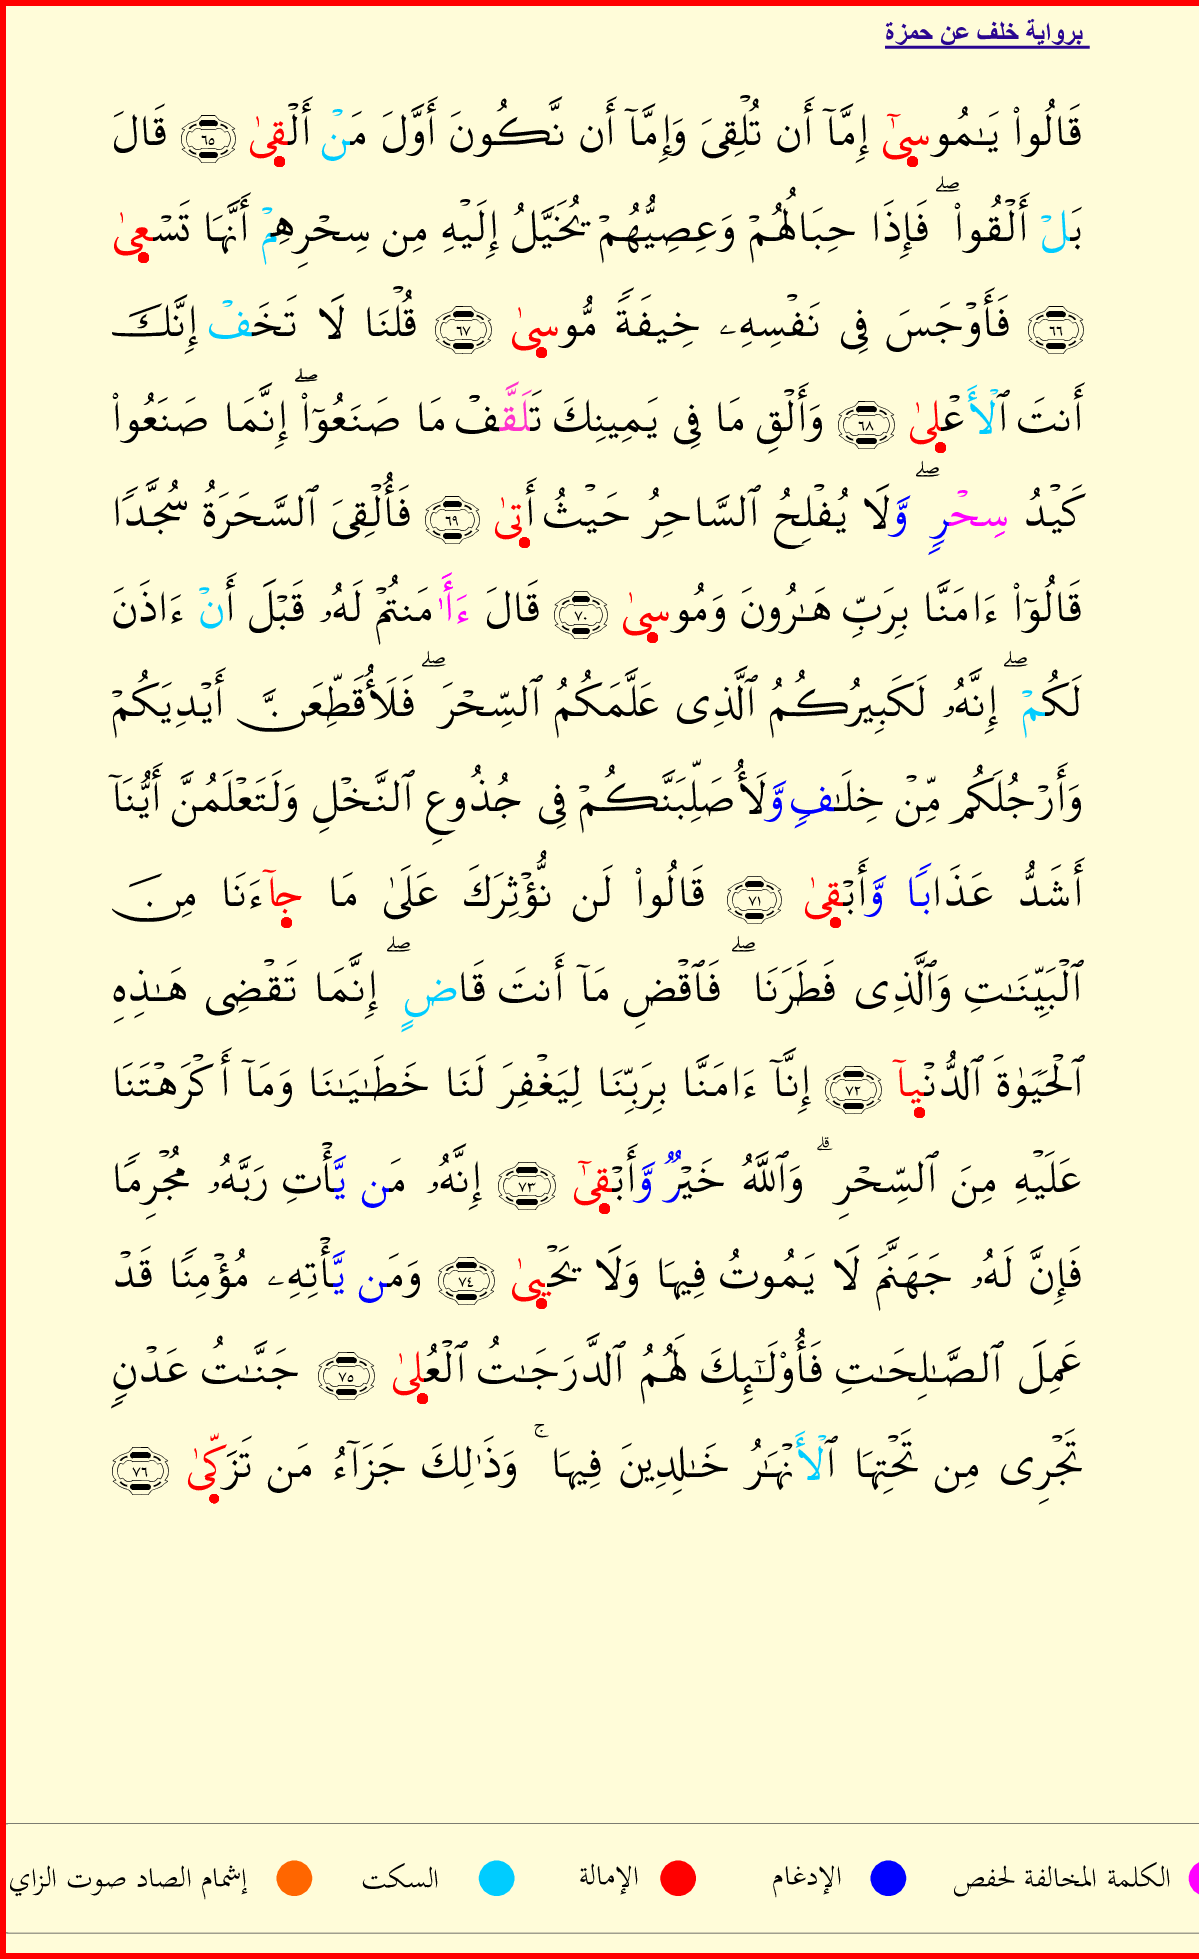 برواية خلف عن حمزة
قَالُوا۟ يَـٰمُوسِىٰٓ إِمَّآ أَن تُلْقِىَ وَإِمَّآ أَن نَّكُونَ أَوَّلَ مَنْ أَلْقِىٰ ٦٥ قَالَ
بَلْ أَلْقُوا۟ ۖ فَإِذَا حِبَالُهُمْ وَعِصِيُّهُمْ يُخَيَّلُ إِلَيْهِ مِن سِحْرِهِمْ أَنَّهَا تَسْعِىٰ
٦٦ فَأَوْجَسَ فِى نَفْسِهِۦ خِيفَةً مُّوسِىٰ ٦٧ قُلْنَا لَا تَخَفْ إِنَّكَ
أَنتَ ٱلْأَعْلِىٰ ٦٨ وَأَلْقِ مَا فِى يَمِينِكَ تَلَقَّفْ مَا صَنَعُوٓا۟ ۖ إِنَّمَا صَنَعُوا۟
كَيْدُ سِحْرٍ ۖ وَّلَا يُفْلِحُ ٱلسَّاحِرُ حَيْثُ أَتِىٰ ٦٩ فَأُلْقِىَ ٱلسَّحَرَةُ سُجَّدًا
قَالُوٓا۟ ءَامَنَّا بِرَبِّ هَـٰرُونَ وَمُوسِىٰ ٧٠ قَالَ ءَأَٰمَنتُمْ لَهُۥ قَبْلَ أَنْ ءَاذَنَ
لَكُمْ ۖ إِنَّهُۥ لَكَبِيرُكُمُ ٱلَّذِى عَلَّمَكُمُ ٱلسِّحْرَ ۖ فَلَأُقَطِّعَنَّ أَيْدِيَكُمْ
وَأَرْجُلَكُم مِّنْ خِلَـٰفٍ وَّلَأُصَلِّبَنَّكُمْ فِى جُذُوعِ ٱلنَّخْلِ وَلَتَعْلَمُنَّ أَيُّنَآ
أَشَدُّ عَذَابًا وَّأَبْقِىٰ ٧١ قَالُوا۟ لَن نُّؤْثِرَكَ عَلَىٰ مَا جِآءَنَا مِنَ
ٱلْبَيِّنَـٰتِ وَٱلَّذِى فَطَرَنَا ۖ فَٱقْضِ مَآ أَنتَ قَاضٍ ۖ إِنَّمَا تَقْضِى هَـٰذِهِ
ٱلْحَيَوٰةَ ٱلدُّنْيِآ ٧٢ إِنَّآ ءَامَنَّا بِرَبِّنَا لِيَغْفِرَ لَنَا خَطَـٰيَـٰنَا وَمَآ أَكْرَهْتَنَا
عَلَيْهِ مِنَ ٱلسِّحْرِ ۗ وَٱللَّهُ خَيْرٌ وَّأَبْقِىٰٓ ٧٣ إِنَّهُۥ مَن يَّأْتِ رَبَّهُۥ مُجْرِمًا
فَإِنَّ لَهُۥ جَهَنَّمَ لَا يَمُوتُ فِيهَا وَلَا يَحْيِىٰ ٧٤ وَمَن يَّأْتِهِۦ مُؤْمِنًا قَدْ
عَمِلَ ٱلصَّـٰلِحَـٰتِ فَأُو۟لَـٰٓئِكَ لَهُمُ ٱلدَّرَجَـٰتُ ٱلْعُلِىٰ ٧٥ جَنَّـٰتُ عَدْنٍ
تَجْرِى مِن تَحْتِهَا ٱلْأَنْهَـٰرُ خَـٰلِدِينَ فِيهَا ۚ وَذَٰلِكَ جَزَآءُ مَن تَزَكِّىٰ ٧٦
الكلمة المخالفة لحفص الإدغام الإمالة السكت إشمام الصاد صوت الزاي